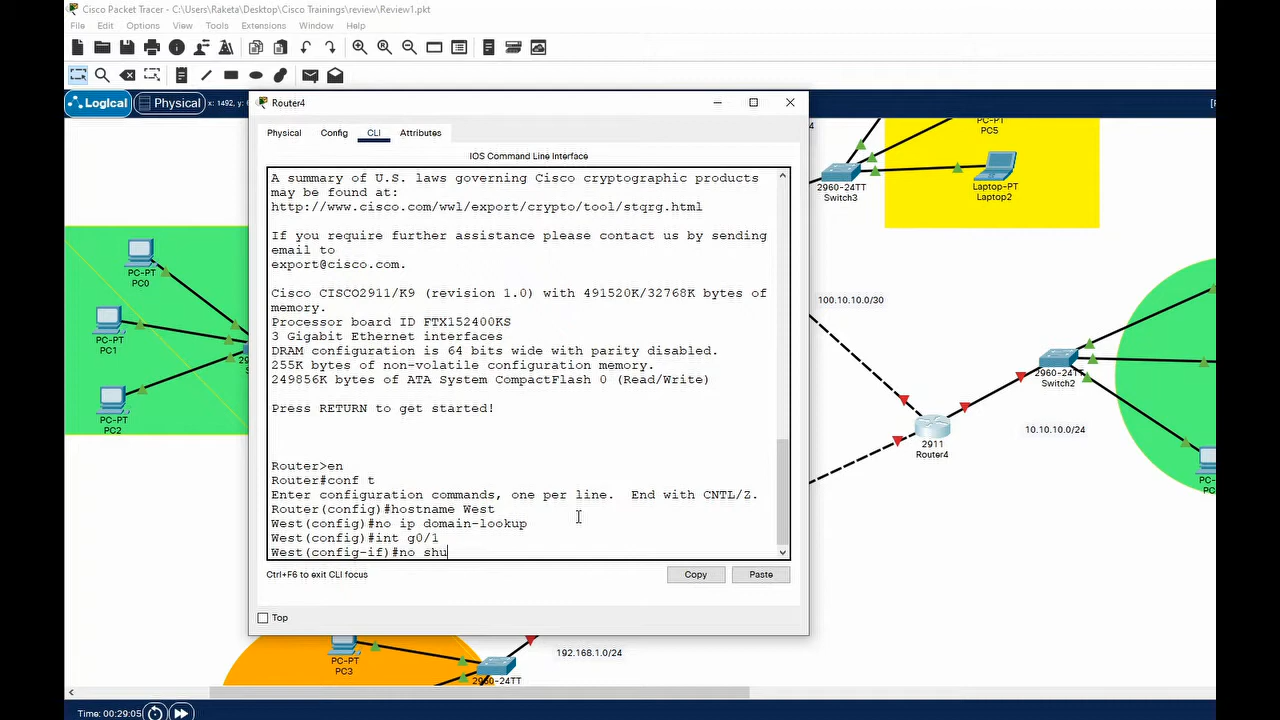 Cisco Packet Tracer - C:\Users\Raketa\Desktop\Cisco Trainings\review\Review1.pkt
File Edit Options View Tools Extensions Window Help
Logical Physical x: 1492, y:
Router4
Physical Config CLI Attributes
IOS Command Line Interface
A summary of U.S. laws governing Cisco cryptographic products
may be found at:
http://www.cisco.com/wwl/export/crypto/tool/stqrg.html
If you require further assistance please contact us by sending
email to
export@cisco.com.
Cisco CISCO2911/K9 (revision 1.0) with 491520K/32768K bytes of
memory.
Processor board ID FTX152400KS
3 Gigabit Ethernet interfaces
DRAM configuration is 64 bits wide with parity disabled.
255K bytes of non-volatile configuration memory.
249856K bytes of ATA System CompactFlash 0 (Read/Write)
Press RETURN to get started!
Router>en
Router#conf t
Enter configuration commands, one per line. End with CNTL/Z.
Router(config)#hostname West
West(config)#no ip domain-lookup
West(config)#int g0/1
West(config-if)#no shu
Ctrl+F6 to exit CLI focus
Copy
Paste
Top
PC-PT
PC0
PC-PT
PC1
PC-PT
PC2
PC-PT
PC5
2960-24TT
Switch3
Laptop-PT
Laptop2
100.10.10.0/30
2960-24TT
Switch2
10.10.10.0/24
2911
Router4
PC-PT
PC3
2960-24TT
192.168.1.0/24
Time: 00:29:05